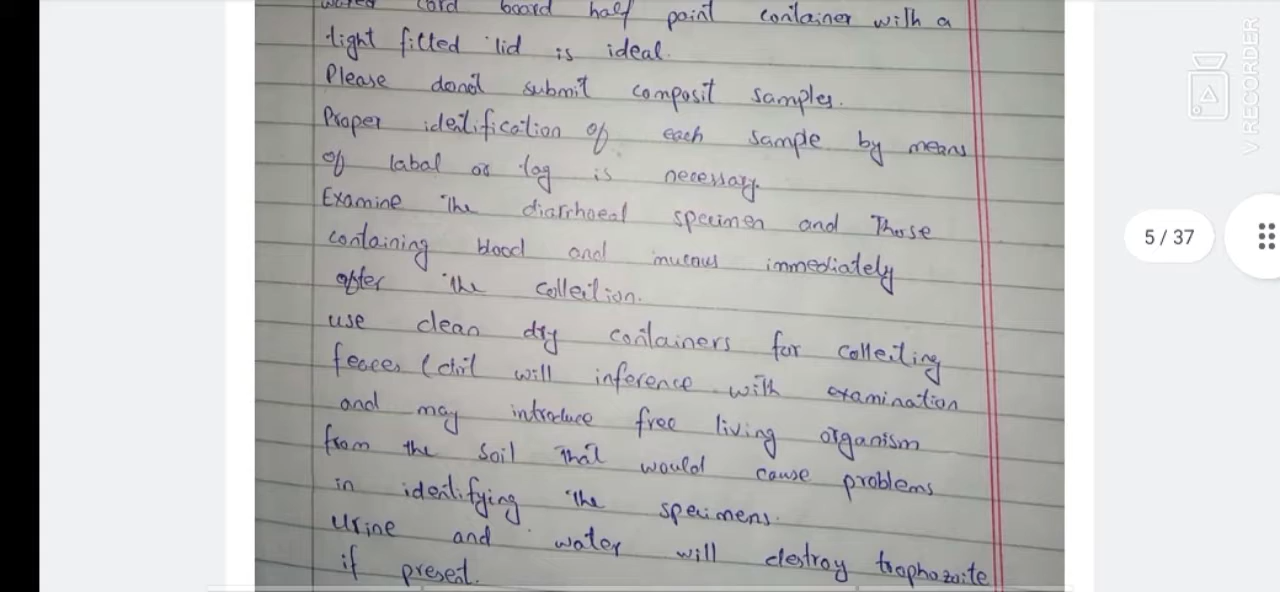 waxed card board half paint container with a
tight fitted lid is ideal.
Please donot submit composit samples.
Proper identification of each sample by means
of labal or tag is necessary.
Examine The diarrhoeal specimen and Those
containing blood and mucous immediately
after the collection.
use clean dry containers for collecting
feaces (dirt will inference with examination
and may introduce free living organism
from the soil That would cause problems
in identifying the specimens.
Urine and water will destroy trophozoite
if present.
5 / 37
V RECORDER